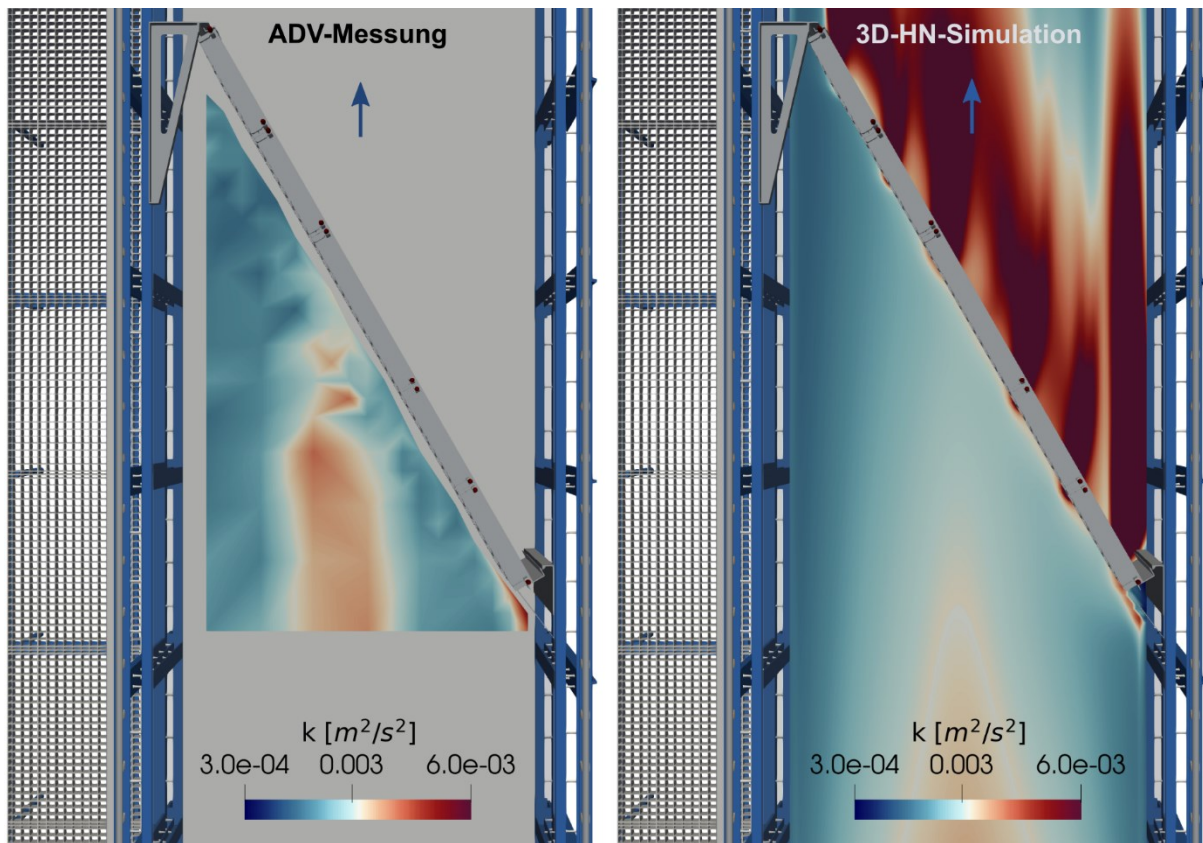 ADV-Messung
k [m²/s²]
3.0e-04 0.003 6.0e-03
3D-HN-Simulation
k [m²/s²]
3.0e-04 0.003 6.0e-03